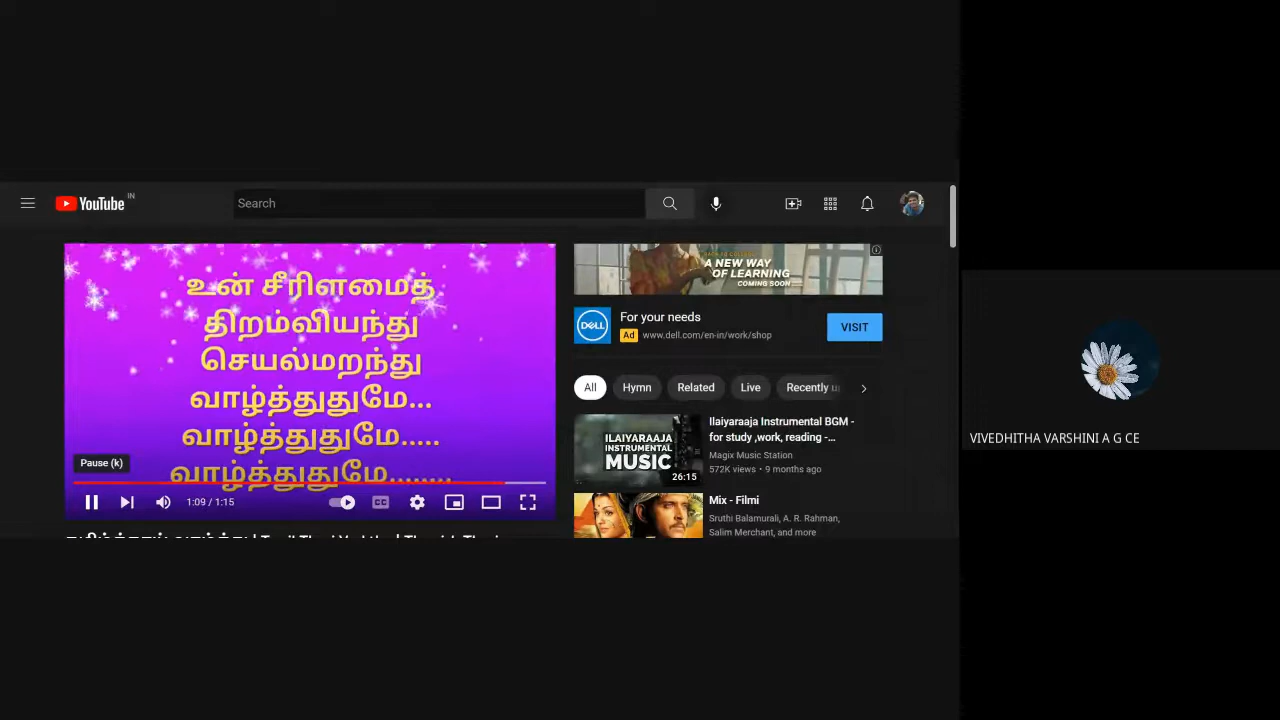 YouTube IN
Search
உன் சீரிளமைத்
திறம்வியந்து
செயல்மறந்து
வாழ்த்துதுமே...
வாழ்த்துதுமே.....
வாழ்த்துதுமே........
Pause (k)
1:09 / 1:15
CC
A NEW WAY
OF LEARNING
COMING SOON
DELL
For your needs
Ad www.dell.com/en-in/work/shop
VISIT
All Hymn Related Live Recently
ILAIYARAAJA
INSTRUMENTAL
MUSIC
26:15
Ilaiyaraaja Instrumental BGM -
for study ,work, reading -...
Magix Music Station
572K views • 9 months ago
Mix - Filmi
Sruthi Balamurali, A. R. Rahman,
Salim Merchant, and more
VIVEDHITHA VARSHINI A G CE